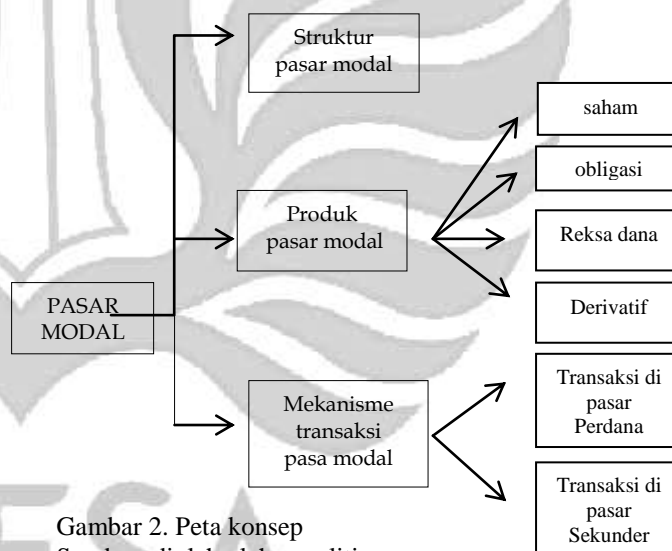 Struktur
pasar modal
saham
obligasi
Produk
pasar modal
Reksa dana
PASAR
MODAL
Derivatif
Mekanisme
transaksi
pasa modal
Transaksi di
pasar
Perdana
Transaksi di
pasar
Sekunder
Gambar 2. Peta konsep
ESA